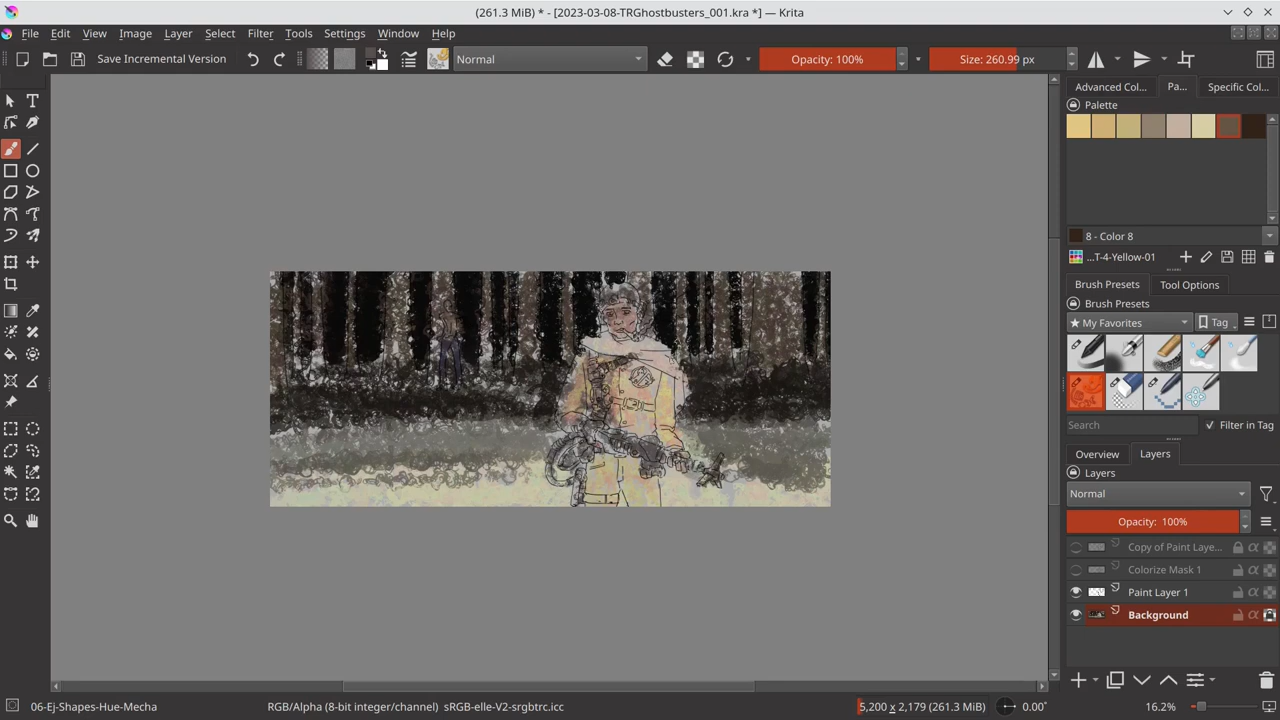 (261.3 MiB) * - [2023-03-08-TRGhostbusters_001.kra *] — Krita
File Edit View Image Layer Select Filter Tools Settings Window Help
Save Incremental Version Normal Opacity: 100% Size: 260.99 px
Advanced Col... Pa... Specific Col...
Palette
8 - Color 8
...T-4-Yellow-01
Brush Presets Tool Options
Brush Presets
★ My Favorites Tag
Search Filter in Tag
Overview Layers
Layers
Normal
Opacity: 100%
Copy of Paint Laye...
Colorize Mask 1
Paint Layer 1
Background
06-Ej-Shapes-Hue-Mecha RGB/Alpha (8-bit integer/channel) sRGB-elle-V2-srgbtrc.icc 5,200 x 2,179 (261.3 MiB) 0.00° 16.2%